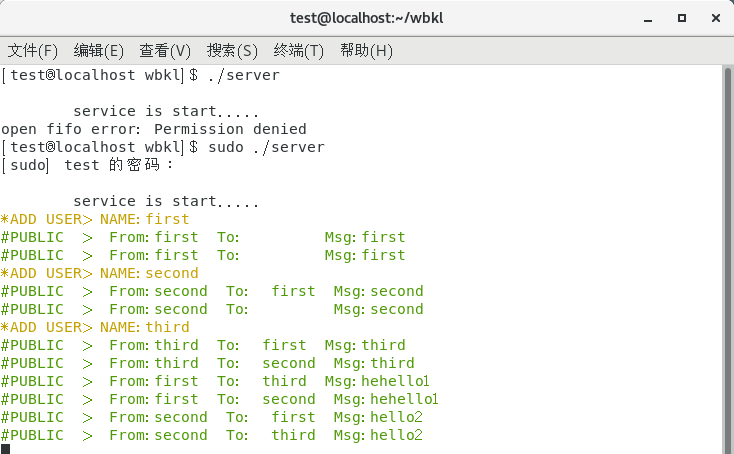 test@localhost:~/wbkl
文件(F) 编辑(E) 查看(V) 搜索(S) 终端(T) 帮助(H)
[test@localhost wbkl]$ ./server
service is start.....
open fifo error: Permission denied
[test@localhost wbkl]$ sudo ./server
[sudo] test 的密码：
service is start.....
*ADD USER> NAME:first
#PUBLIC  >  From:first  To:         Msg:first
#PUBLIC  >  From:first  To:         Msg:first
*ADD USER> NAME:second
#PUBLIC  >  From:second  To:  first  Msg:second
#PUBLIC  >  From:second  To:         Msg:second
*ADD USER> NAME:third
#PUBLIC  >  From:third  To:  first  Msg:third
#PUBLIC  >  From:third  To:  second  Msg:third
#PUBLIC  >  From:first  To:  third  Msg:hehello1
#PUBLIC  >  From:first  To:  second  Msg:hehello1
#PUBLIC  >  From:second  To:  first  Msg:hello2
#PUBLIC  >  From:second  To:  third  Msg:hello2